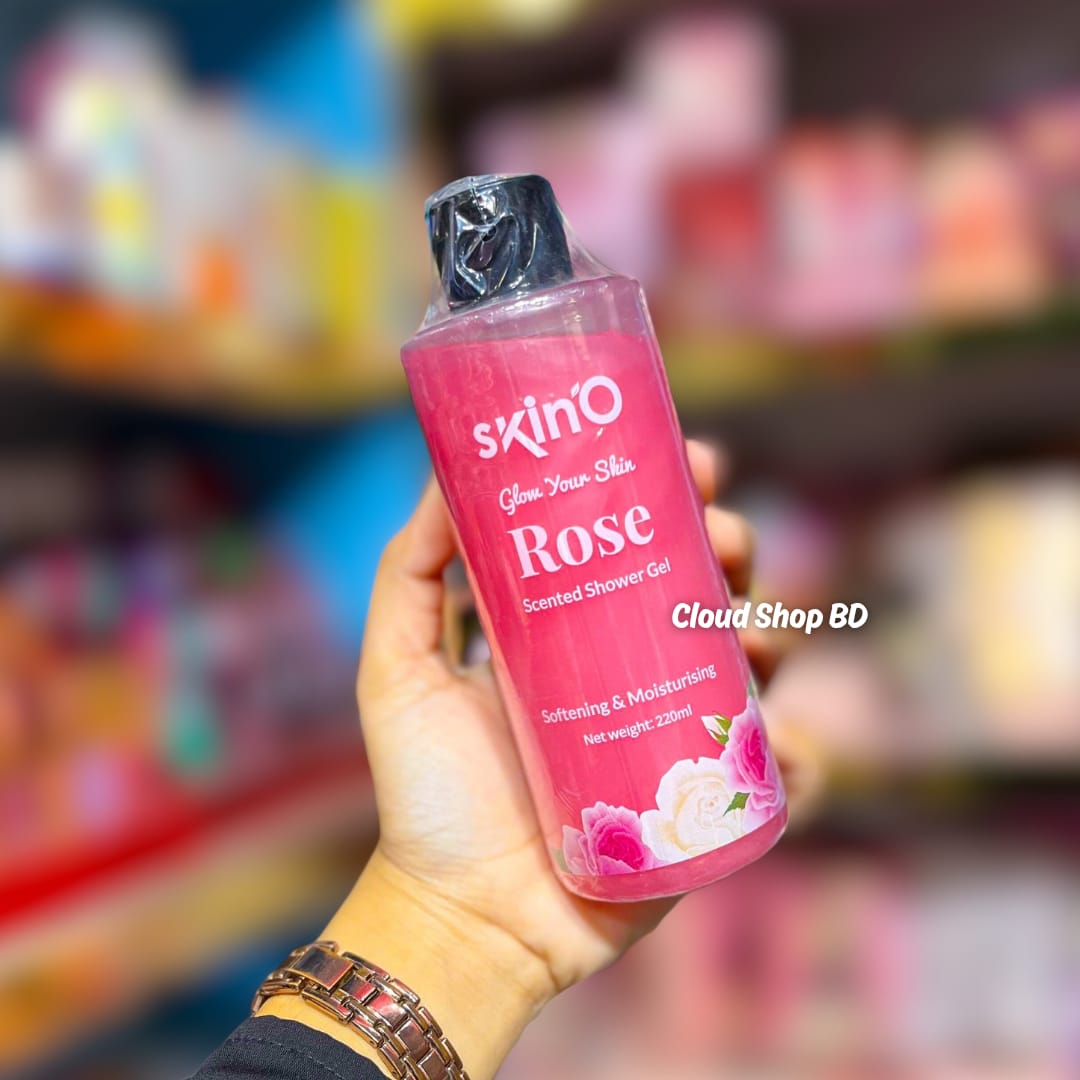 skin'O
Glow Your Skin
Rose
Scented Shower Gel
Cloud Shop BD
Softening & Moisturising
Net weight: 220ml